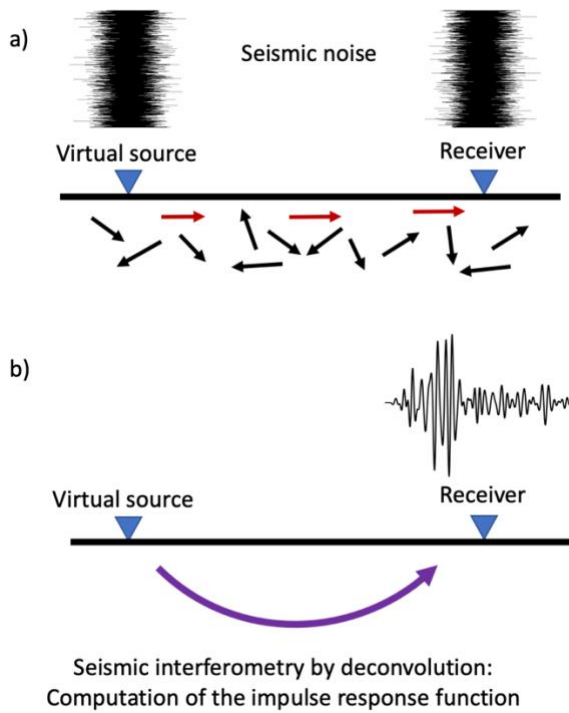 a)
Seismic noise
Virtual source
Receiver
b)
Virtual source
Receiver
Seismic interferometry by deconvolution:
Computation of the impulse response function